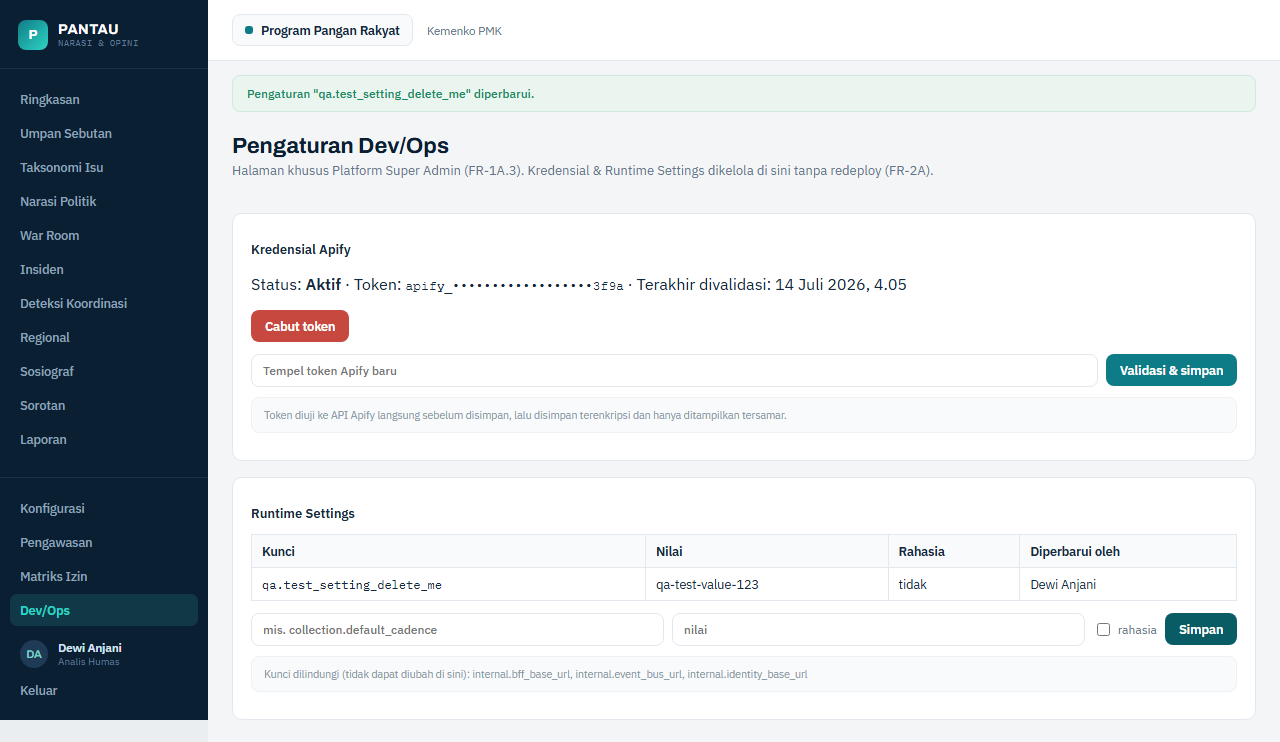 P
PANTAU
NARASI & OPINI
Ringkasan
Umpan Sebutan
Taksonomi Isu
Narasi Politik
War Room
Insiden
Deteksi Koordinasi
Regional
Sosiograf
Sorotan
Laporan
Konfigurasi
Pengawasan
Matriks Izin
Dev/Ops
DA
Dewi Anjani
Analis Humas
Keluar
Program Pangan Rakyat Kemenko PMK
Pengaturan "qa.test_setting_delete_me" diperbarui.
Pengaturan Dev/Ops
Halaman khusus Platform Super Admin (FR-1A.3). Kredensial & Runtime Settings dikelola di sini tanpa redeploy (FR-2A).
Kredensial Apify
Status: Aktif · Token: apify_••••••••••••••••••3f9a · Terakhir divalidasi: 14 Juli 2026, 4.05
Cabut token
Tempel token Apify baru Validasi & simpan
Token diuji ke API Apify langsung sebelum disimpan, lalu disimpan terenkripsi dan hanya ditampilkan tersamar.
Runtime Settings
Kunci Nilai Rahasia Diperbarui oleh
qa.test_setting_delete_me qa-test-value-123 tidak Dewi Anjani
mis. collection.default_cadence nilai rahasia Simpan
Kunci dilindungi (tidak dapat diubah di sini): internal.bff_base_url, internal.event_bus_url, internal.identity_base_url